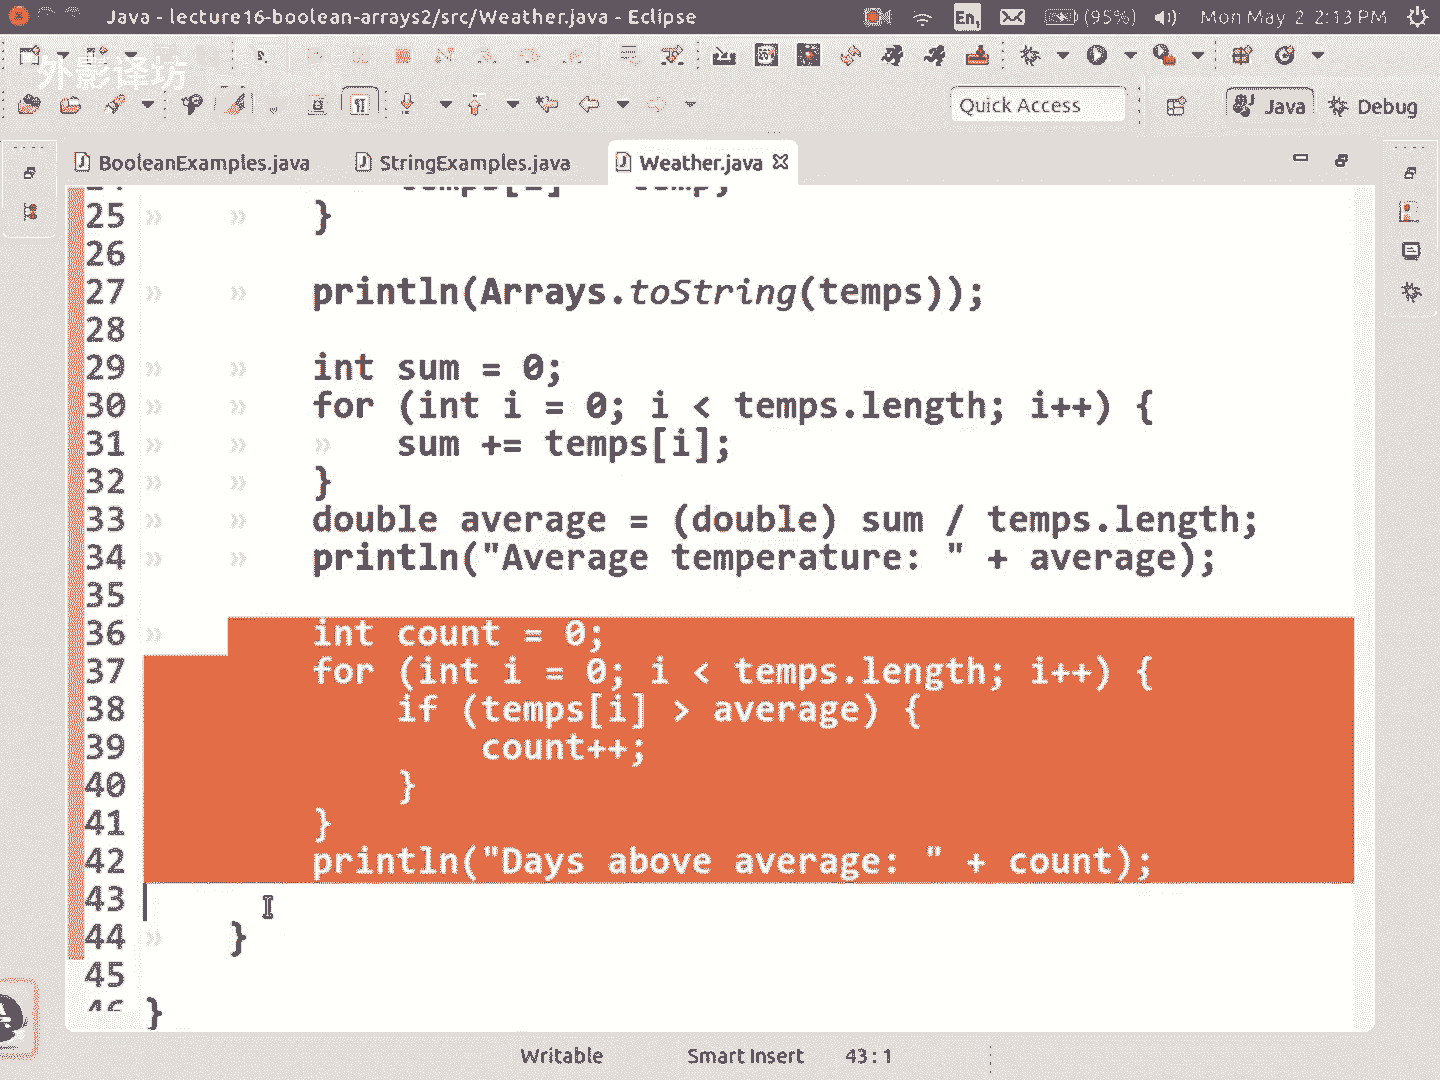 Java - lecture16-boolean-arrays2/src/Weather.java - Eclipse
En1 (95%) Mon May 2 2:13 PM
外影译坊
Quick Access
Java
Debug
BooleanExamples.java
StringExamples.java
Weather.java
24 temps[i] = temp;
25 }
26
27 println(Arrays.toString(temps));
28
29 int sum = 0;
30 for (int i = 0; i < temps.length; i++) {
31 sum += temps[i];
32 }
33 double average = (double) sum / temps.length;
34 println("Average temperature: " + average);
35
36 int count = 0;
37 for (int i = 0; i < temps.length; i++) {
38 if (temps[i] > average) {
39 count++;
40 }
41 }
42 println("Days above average: " + count);
43
44 }
45
46 }
Writable
Smart Insert
43 : 1